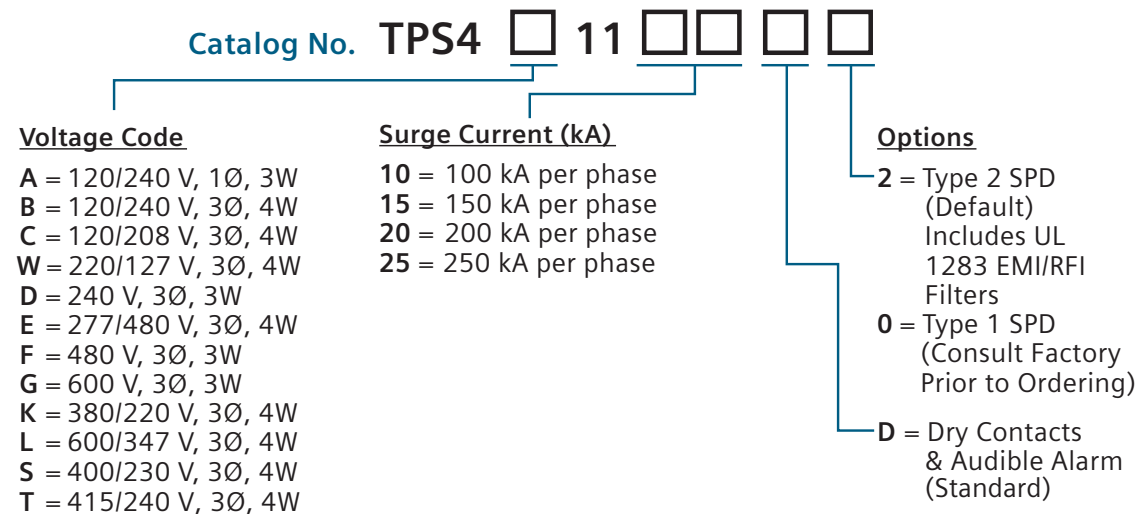 Catalog No. TPS4 □ 11 □□ □ □
Voltage Code
A = 120/240 V, 1Ø, 3W
B = 120/240 V, 3Ø, 4W
C = 120/208 V, 3Ø, 4W
W = 220/127 V, 3Ø, 4W
D = 240 V, 3Ø, 3W
E = 277/480 V, 3Ø, 4W
F = 480 V, 3Ø, 3W
G = 600 V, 3Ø, 3W
K = 380/220 V, 3Ø, 4W
L = 600/347 V, 3Ø, 4W
S = 400/230 V, 3Ø, 4W
T = 415/240 V, 3Ø, 4W
Surge Current (kA)
10 = 100 kA per phase
15 = 150 kA per phase
20 = 200 kA per phase
25 = 250 kA per phase
Options
2 = Type 2 SPD
(Default)
Includes UL
1283 EMI/RFI
Filters
0 = Type 1 SPD
(Consult Factory
Prior to Ordering)
D = Dry Contacts
& Audible Alarm
(Standard)